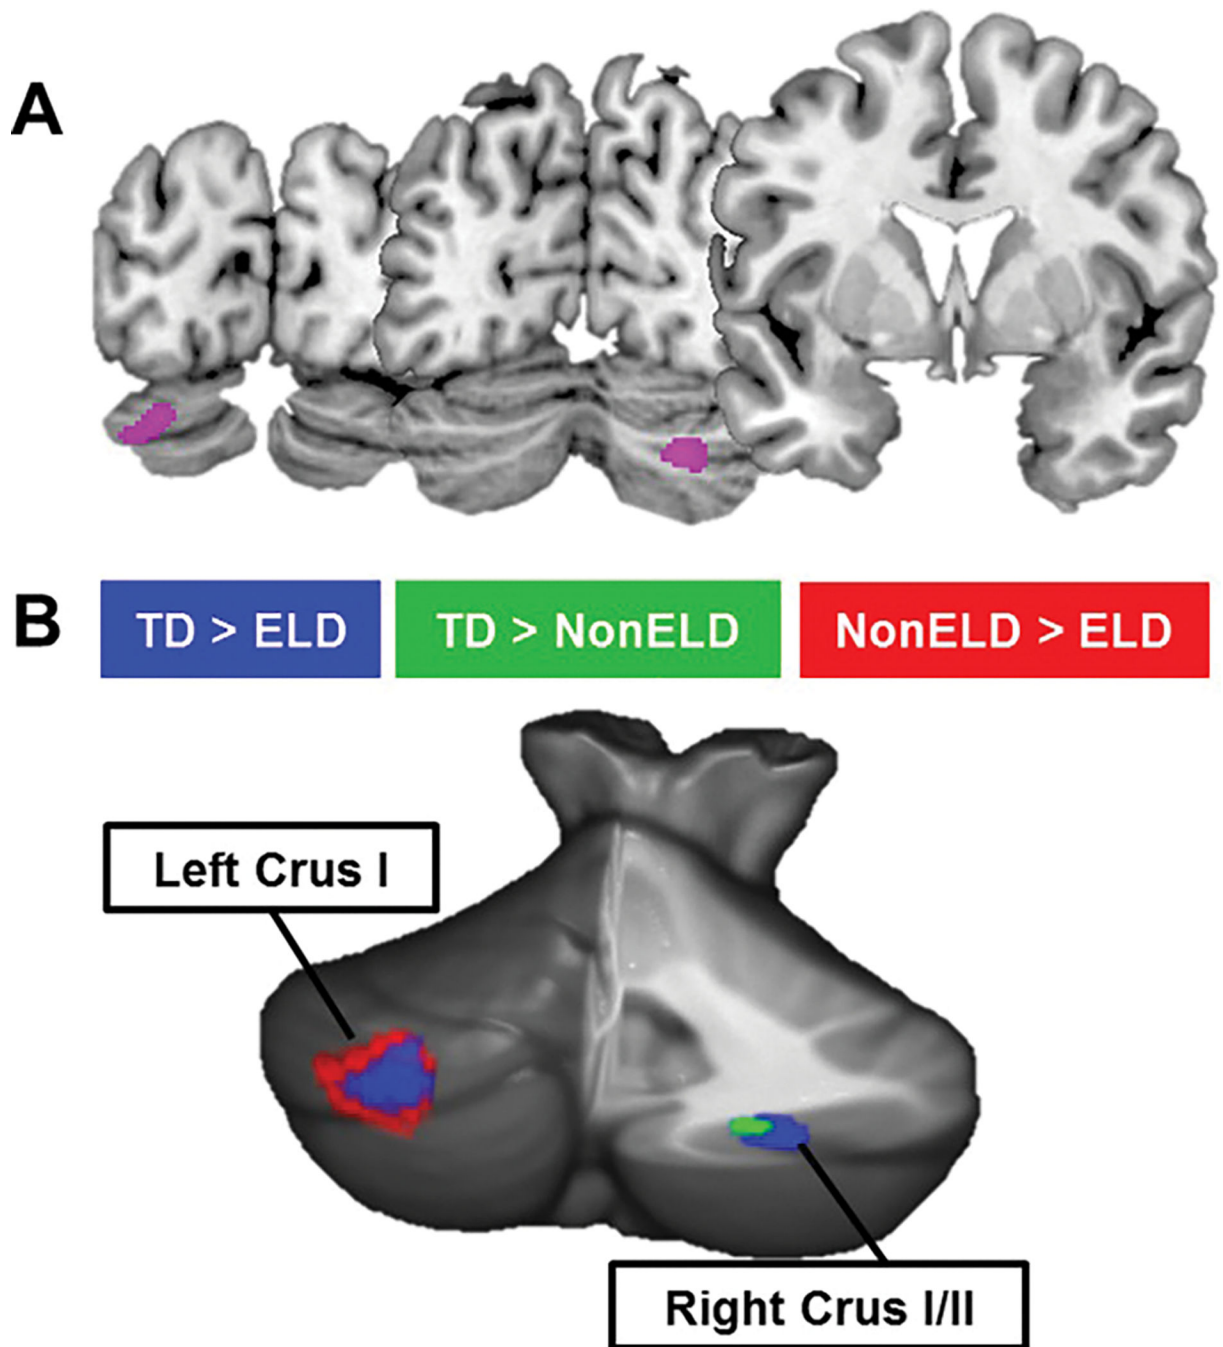 A
B
TD > ELD
TD > NonELD
NonELD > ELD
Left Crus I
Right Crus I/II